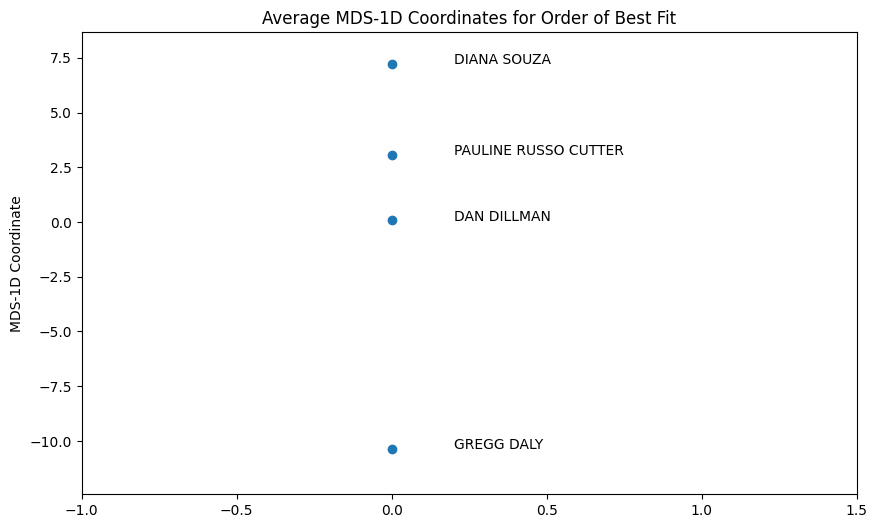 Average MDS-1D Coordinates for Order of Best Fit
MDS-1D Coordinate
7.5
5.0
2.5
0.0
−2.5
−5.0
−7.5
−10.0
DIANA SOUZA
PAULINE RUSSO CUTTER
DAN DILLMAN
GREGG DALY
−1.0 −0.5 0.0 0.5 1.0 1.5